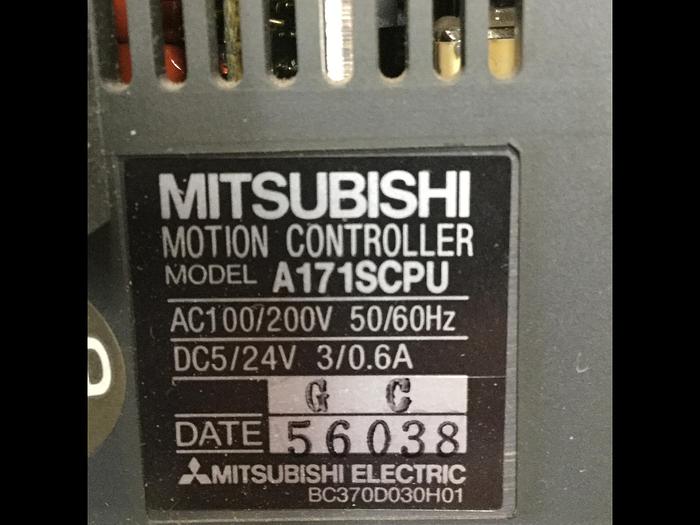 MITSUBISHI
MOTION CONTROLLER
MODEL A171SCPU
AC100/200V 50/60Hz
DC5/24V 3/0.6A
G C
DATE 56038
MITSUBISHI ELECTRIC
BC370D030H01
0